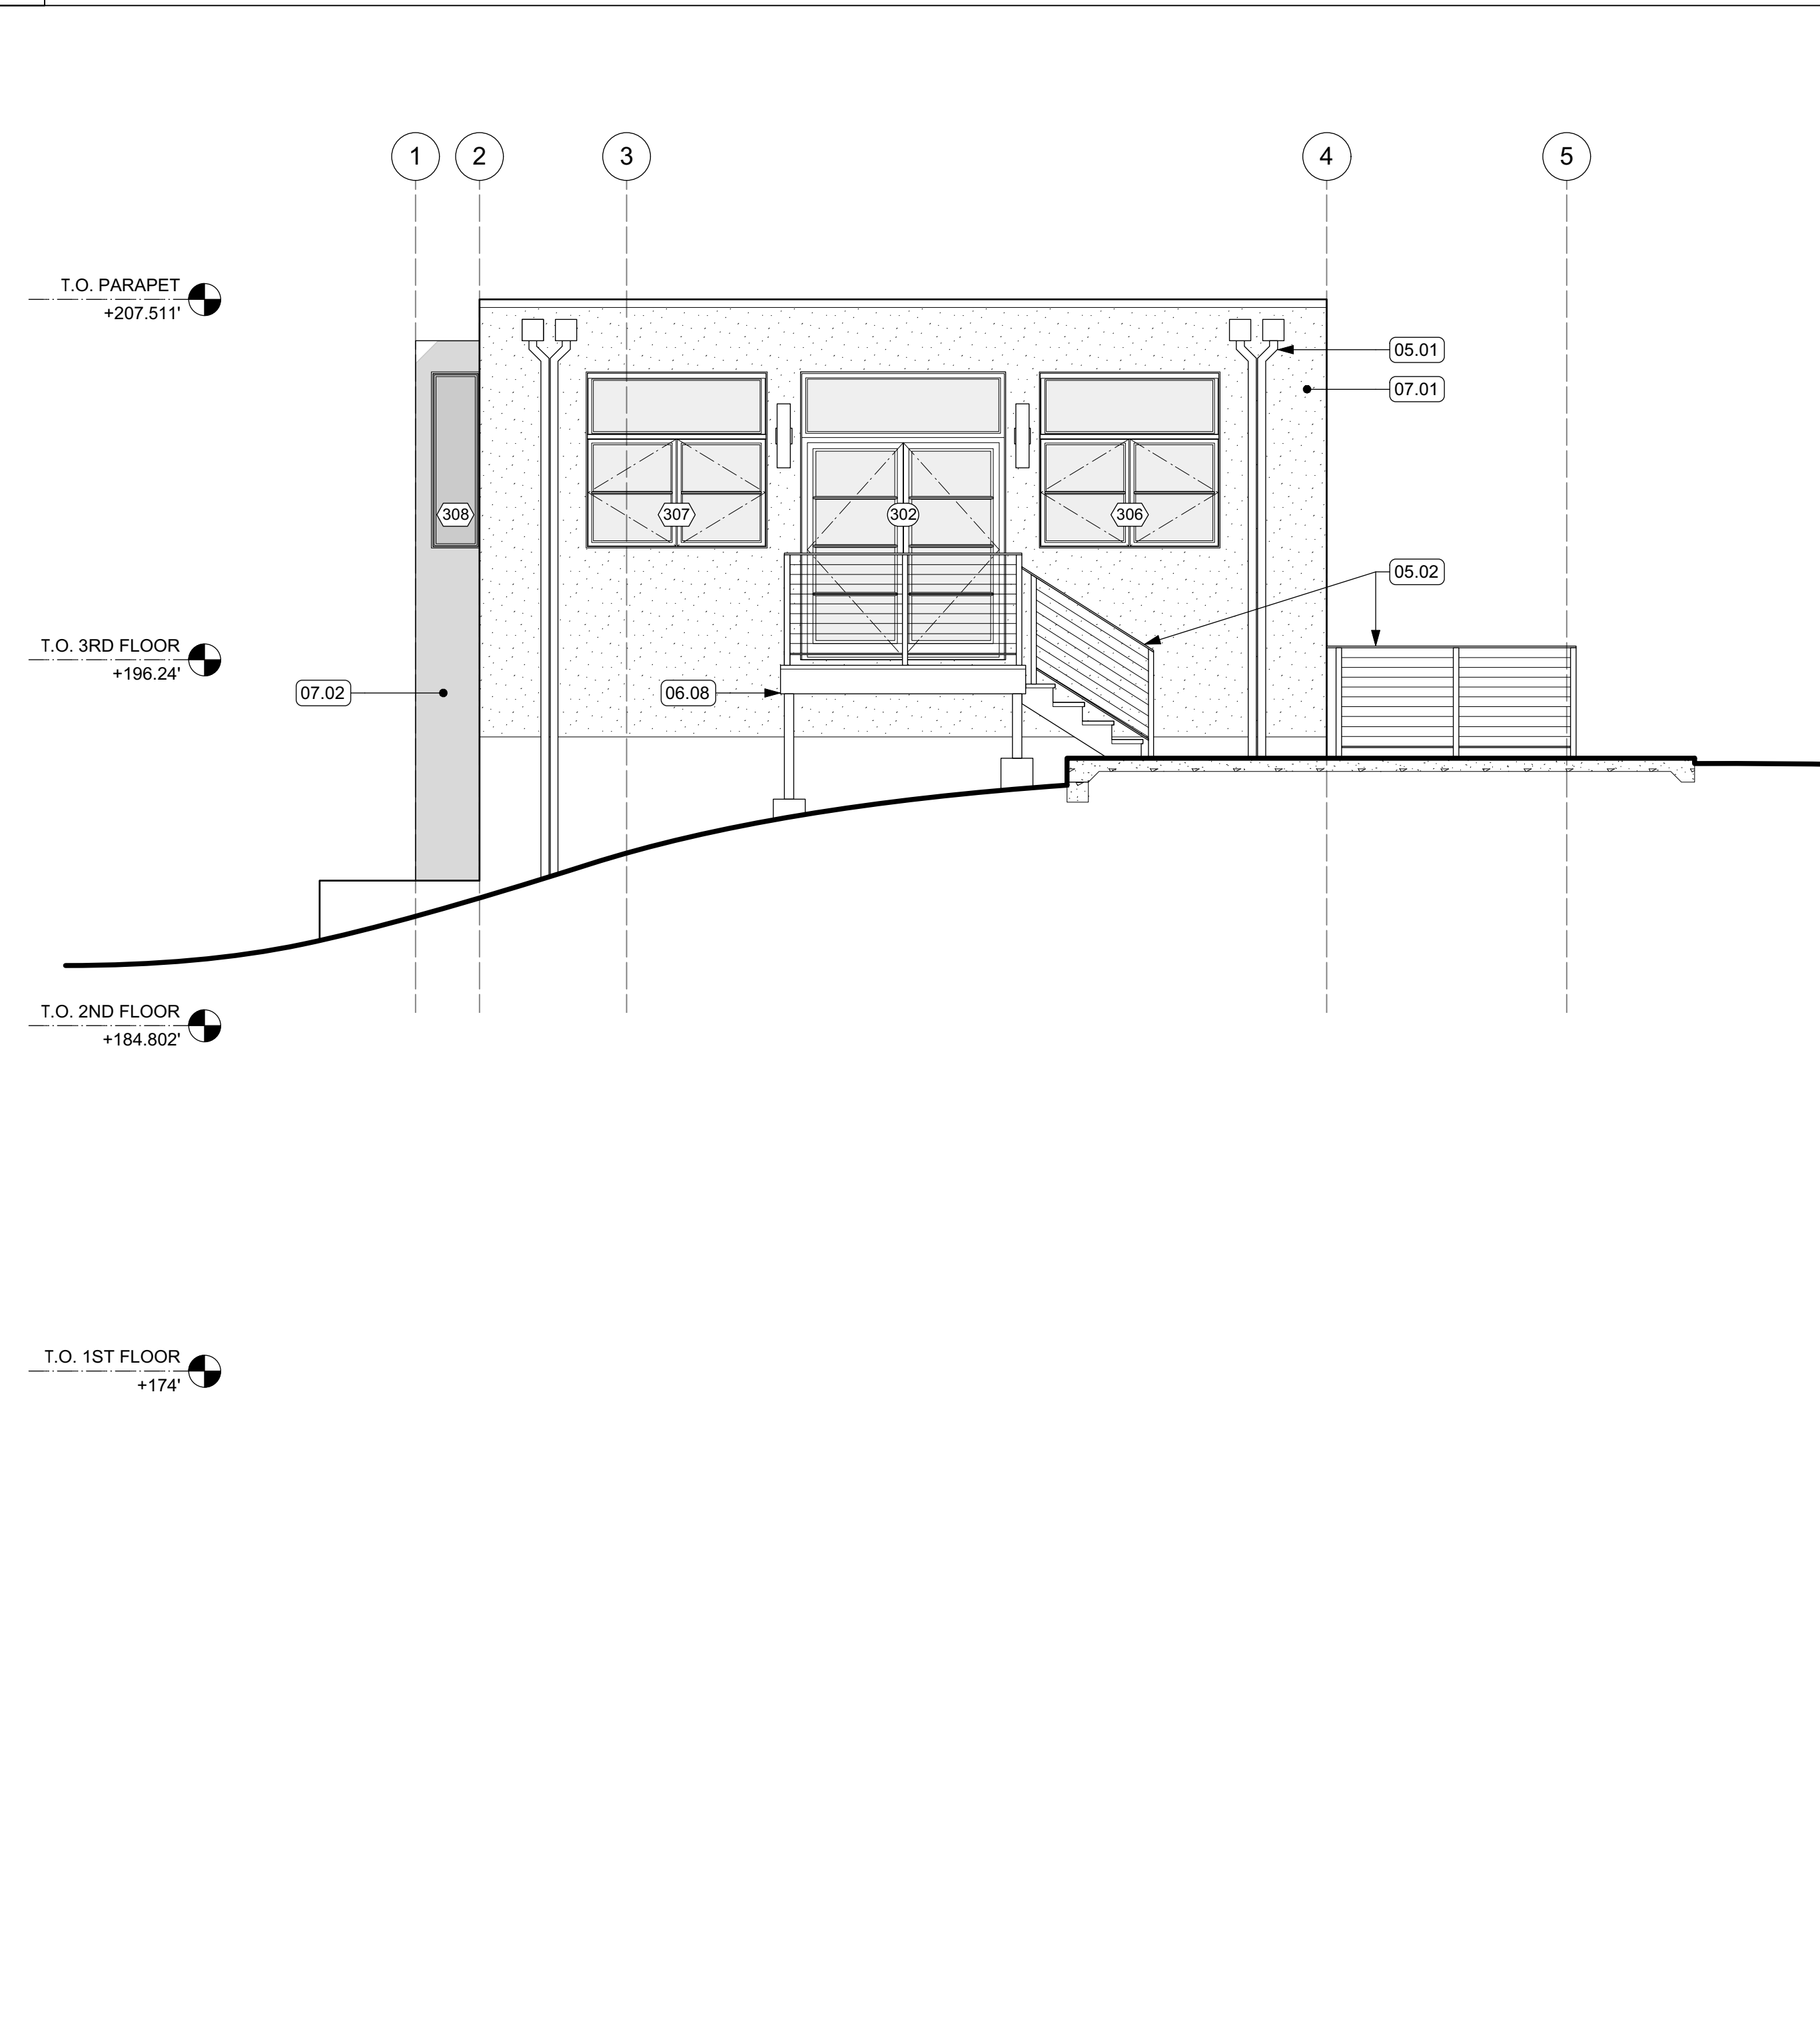 1 2 3 4 5
T.O. PARAPET
+207.511'
05.01
07.01
308 307 302 306
05.02
T.O. 3RD FLOOR
+196.24'
07.02 06.08
T.O. 2ND FLOOR
+184.802'
T.O. 1ST FLOOR
+174'